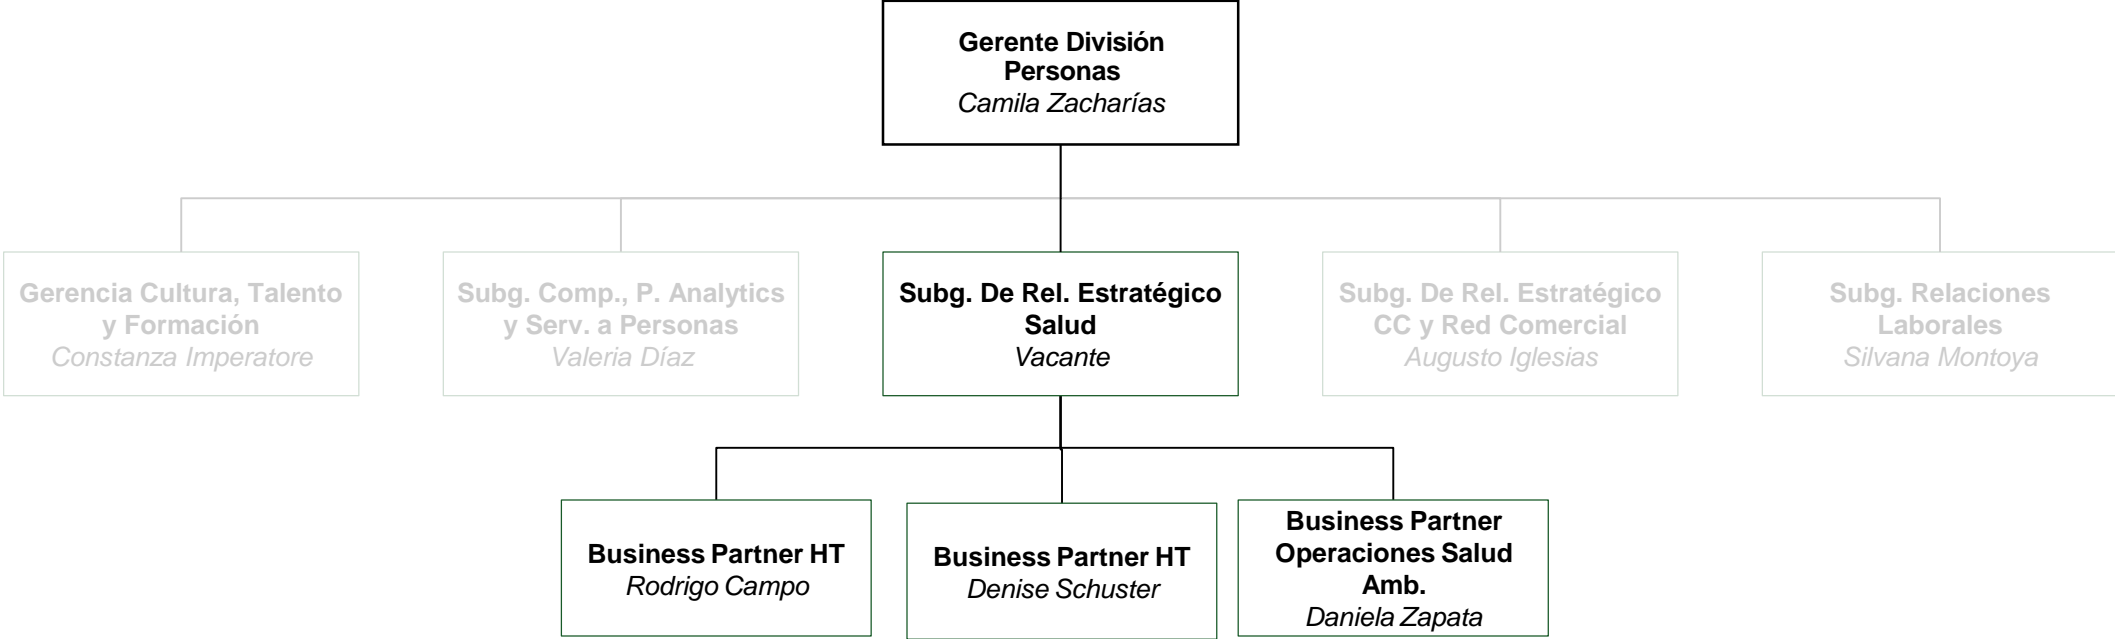 Gerente División
Personas
Camila Zacharías
Gerencia Cultura, Talento
y Formación
Constanza Imperatore
Subg. Comp., P. Analytics
y Serv. a Personas
Valeria Díaz
Subg. De Rel. Estratégico
Salud
Vacante
Subg. De Rel. Estratégico
CC y Red Comercial
Augusto Iglesias
Subg. Relaciones
Laborales
Silvana Montoya
Business Partner HT
Rodrigo Campo
Business Partner HT
Denise Schuster
Business Partner
Operaciones Salud
Amb.
Daniela Zapata